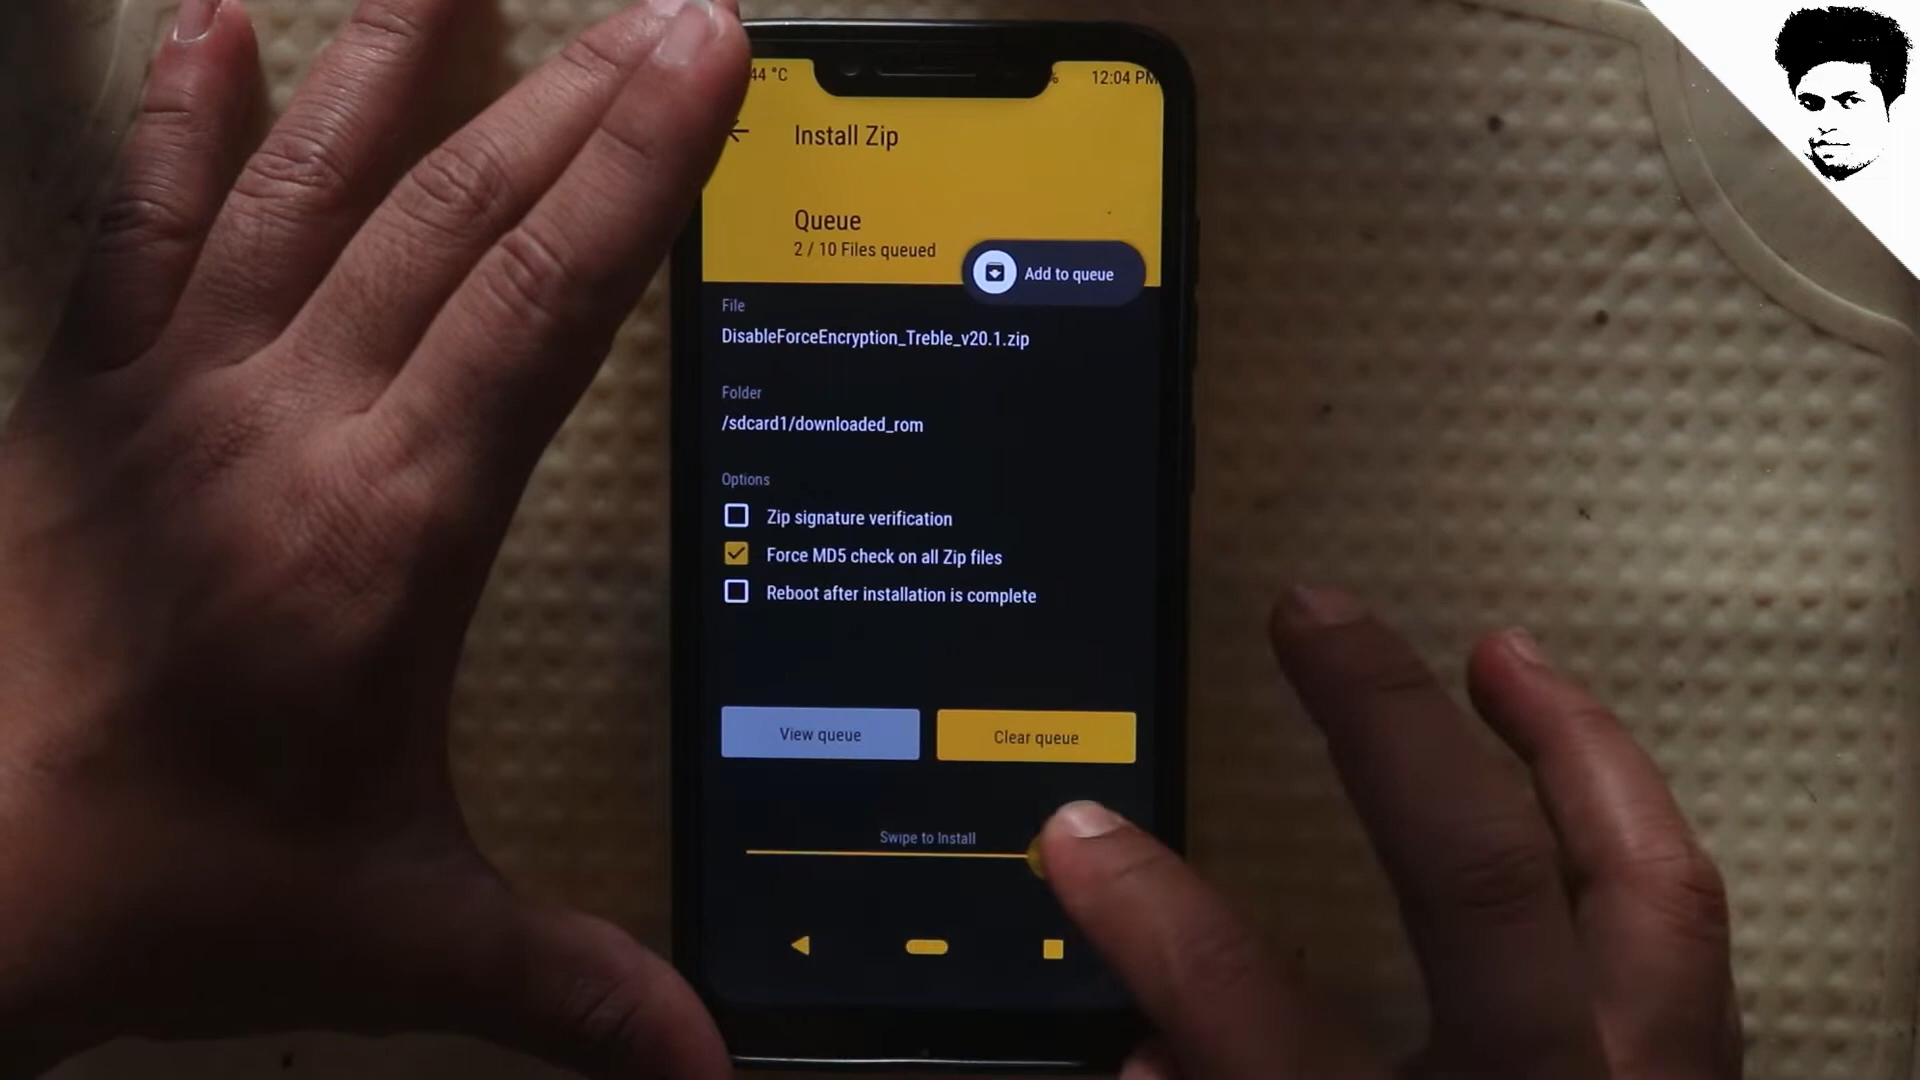 44 °C
%
12:04 PM
Install Zip
Queue
2 / 10 Files queued
Add to queue
File
DisableForceEncryption_Treble_v20.1.zip
Folder
/sdcard1/downloaded_rom
Options
Zip signature verification
Force MD5 check on all Zip files
Reboot after installation is complete
View queue
Clear queue
Swipe to Install